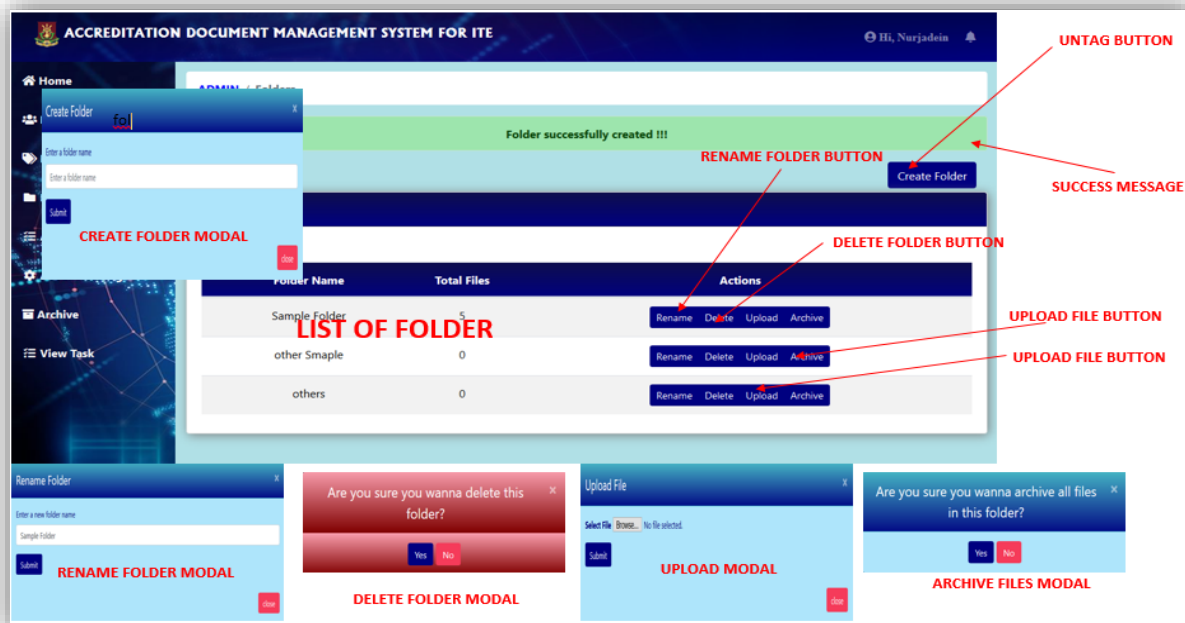 ACCREDITATION DOCUMENT MANAGEMENT SYSTEM FOR ITE
Hi, Nurjadein
UNTAG BUTTON
Home
ADMIN / Folders
Create Folder
x
fol
Enter a folder name
Enter a folder name
Submit
CREATE FOLDER MODAL
close
Folder successfully created !!!
RENAME FOLDER BUTTON
Create Folder
SUCCESS MESSAGE
DELETE FOLDER BUTTON
Folder Name Total Files Actions
Archive
Sample Folder 5 Rename Delete Upload Archive
LIST OF FOLDER
UPLOAD FILE BUTTON
View Task
other Smaple 0 Rename Delete Upload Archive
UPLOAD FILE BUTTON
others 0 Rename Delete Upload Archive
Rename Folder x
Enter a new folder name
Sample Folder
Submit
RENAME FOLDER MODAL
close
Are you sure you wanna delete this ×
folder?
Yes No
DELETE FOLDER MODAL
Upload File x
Select File Browse... No file selected.
Submit
UPLOAD MODAL
close
Are you sure you wanna archive all files ×
in this folder?
Yes No
ARCHIVE FILES MODAL